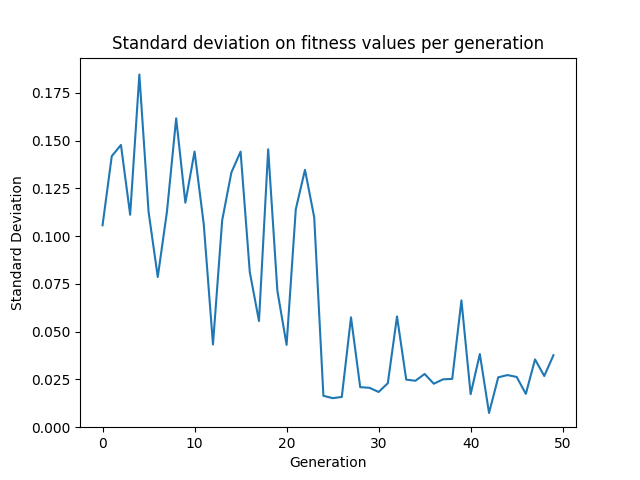 Standard deviation on fitness values per generation
0.175
0.150
0.125
0.100
0.075
0.050
0.025
0.000
Standard Deviation
0 10 20 30 40 50
Generation